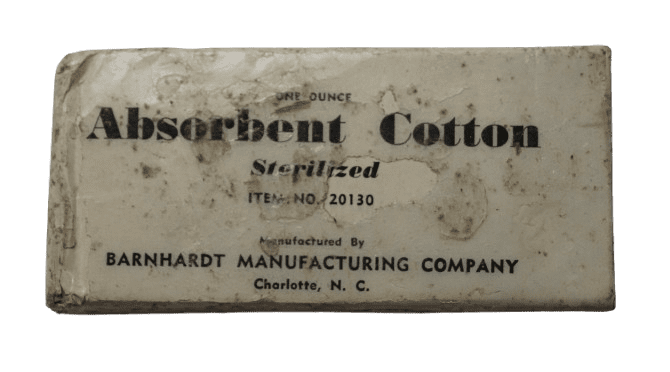 ONE OUNCE
Absorbent Cotton
Sterilized
ITEM NO. 20130
Manufactured By
BARNHARDT MANUFACTURING COMPANY
Charlotte, N. C.